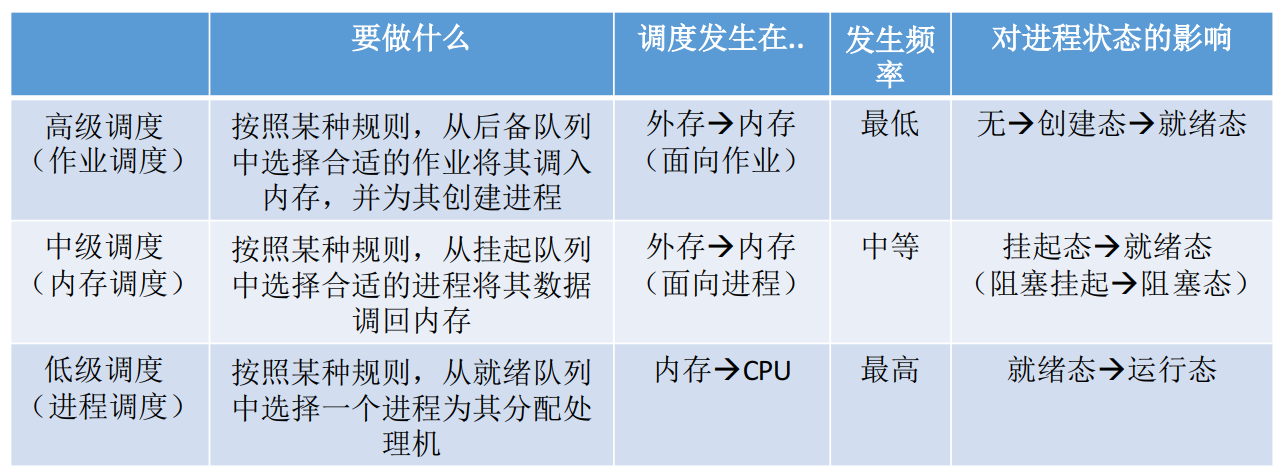 要做什么
调度发生在..
发生频
率
对进程状态的影响
高级调度
（作业调度）
按照某种规则，从后备队列
中选择合适的作业将其调入
内存，并为其创建进程
外存→内存
（面向作业）
最低
无→创建态→就绪态
中级调度
（内存调度）
按照某种规则，从挂起队列
中选择合适的进程将其数据
调回内存
外存→内存
（面向进程）
中等
挂起态→就绪态
（阻塞挂起→阻塞态）
低级调度
（进程调度）
按照某种规则，从就绪队列
中选择一个进程为其分配处
理机
内存→CPU
最高
就绪态→运行态